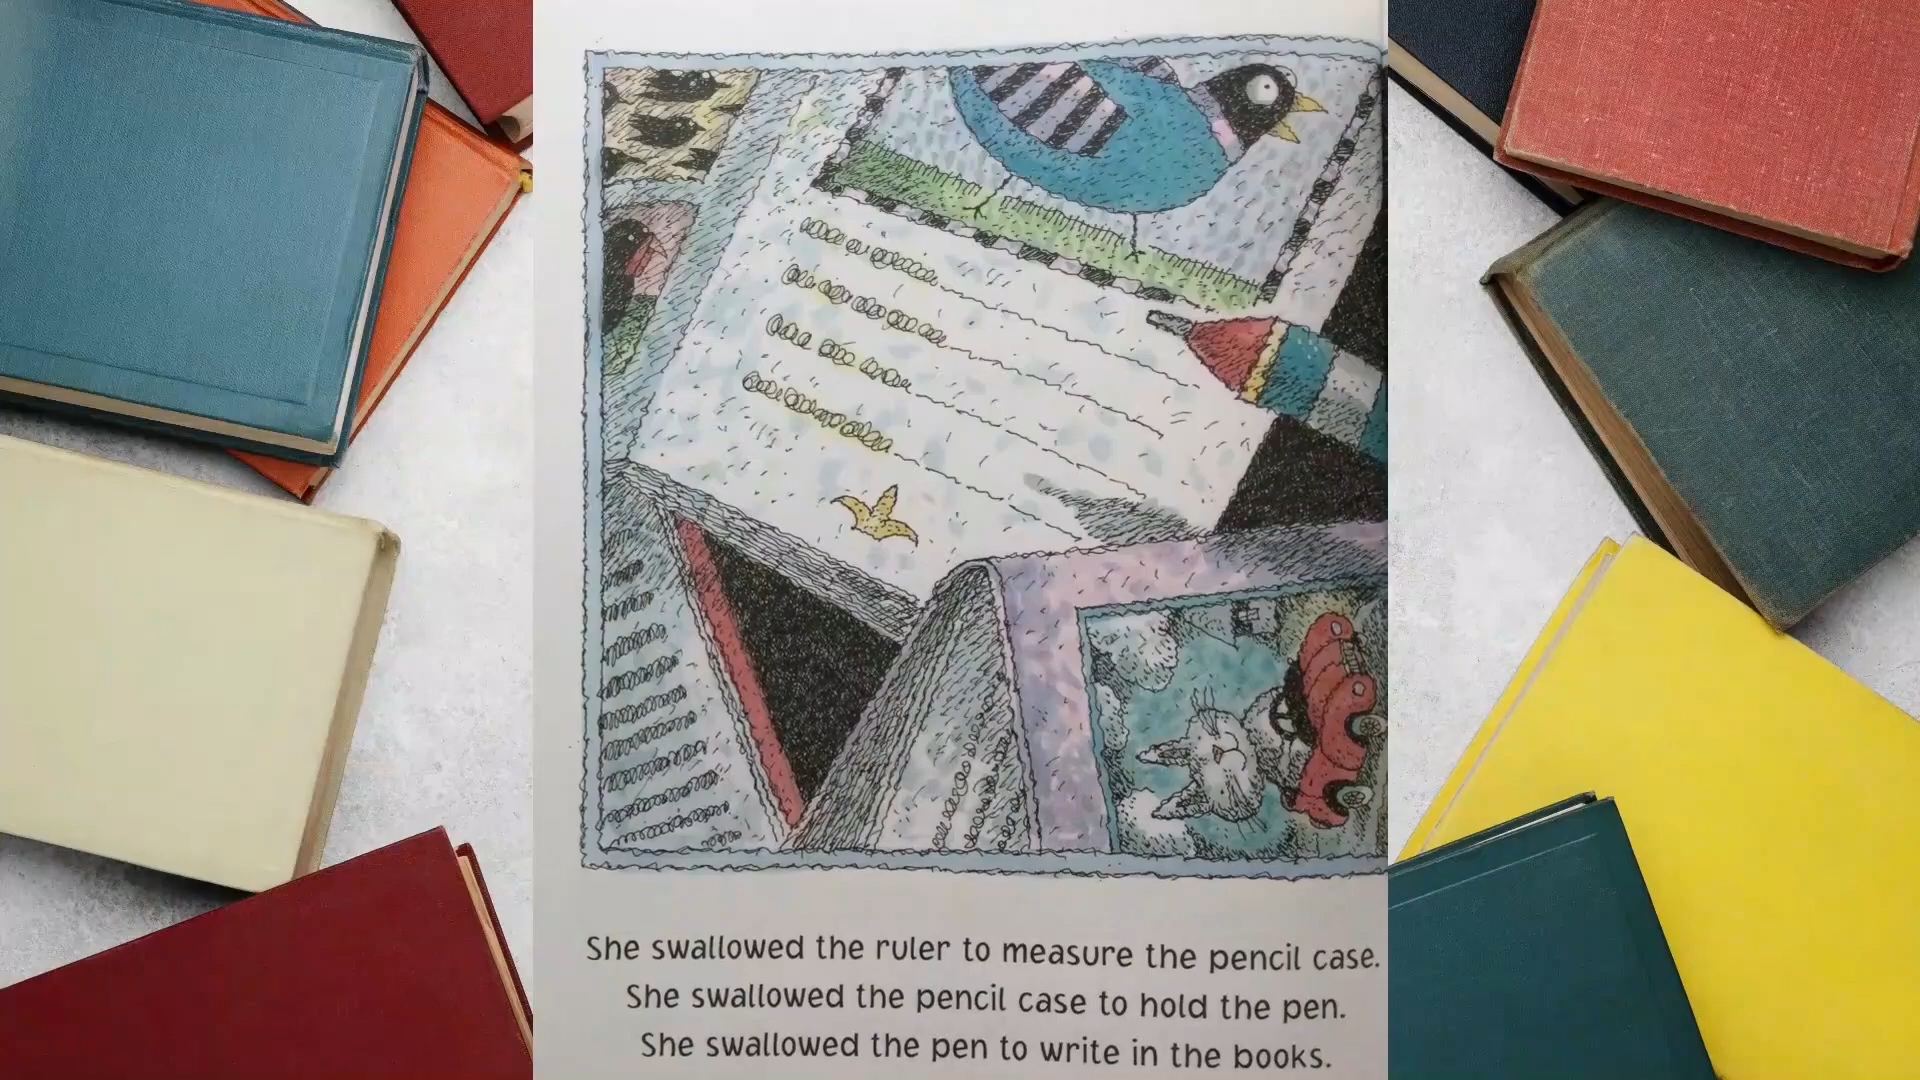 She swallowed the ruler to measure the pencil case.
She swallowed the pencil case to hold the pen.
She swallowed the pen to write in the books.